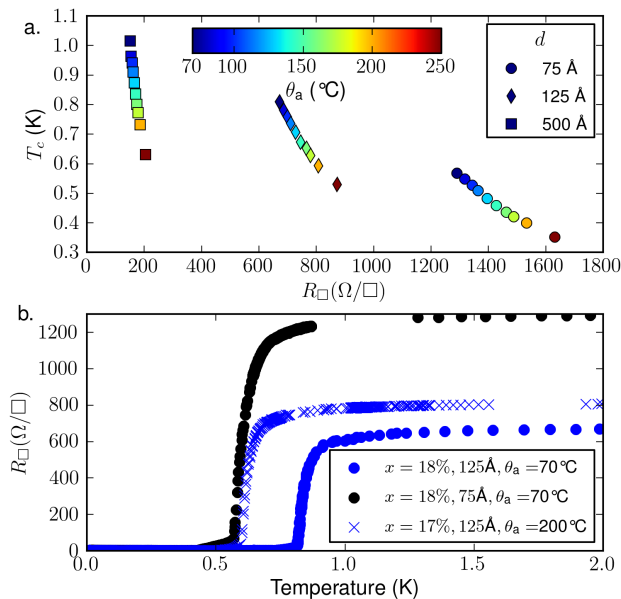 a.
1.1
1.0
0.9
0.8
0.7
0.6
0.5
0.4
0.3
T_c (K)
70 100 150 200 250
θ_a (°C)
d
75 Å
125 Å
500 Å
0 200 400 600 800 1000 1200 1400 1600 1800
R_□(Ω/□)
b.
1200
1000
800
600
400
200
0
R_□(Ω/□)
x = 18%, 125Å, θ_a =70°C
x = 18%, 75Å, θ_a =70°C
x = 17%, 125Å, θ_a =200°C
0.0 0.5 1.0 1.5 2.0
Temperature (K)